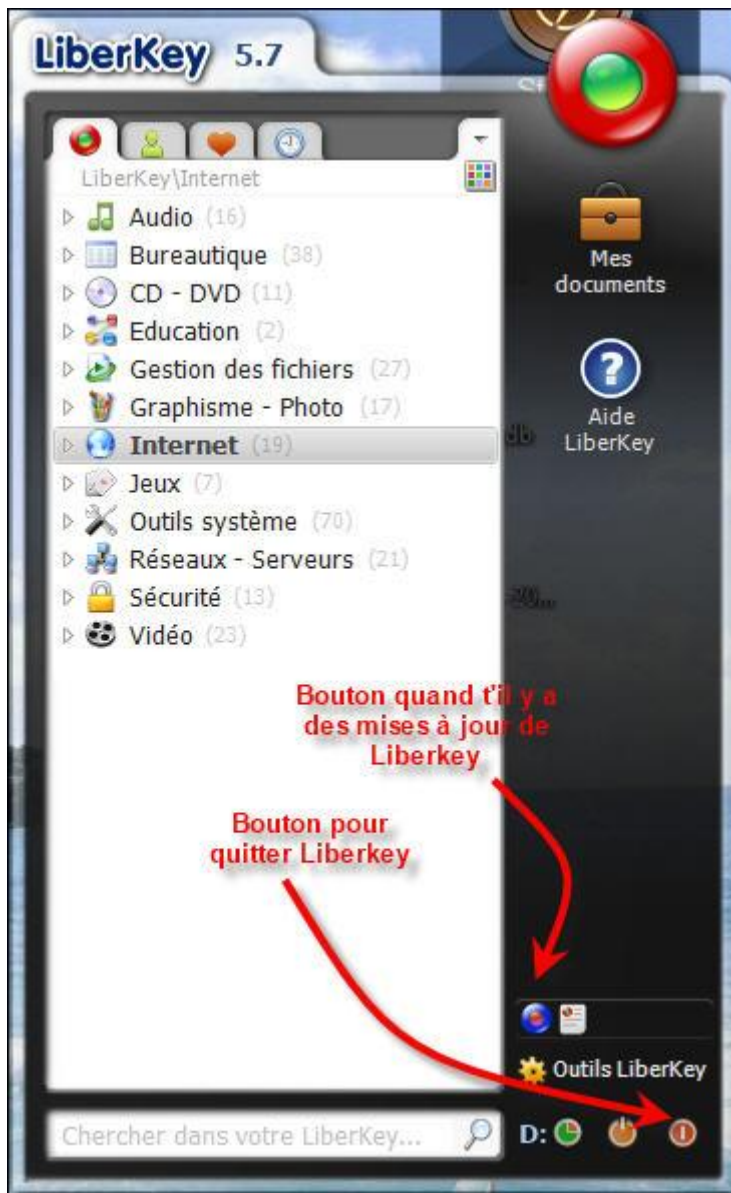 LiberKey 5.7
LiberKey\Internet
Audio (16)
Bureautique (38)
CD - DVD (11)
Education (2)
Gestion des fichiers (27)
Graphisme - Photo (17)
Internet (19)
Jeux (7)
Outils système (70)
Réseaux - Serveurs (21)
Sécurité (13)
Vidéo (23)
Mes
documents
Aide
LiberKey
Bouton quand t'il y a
des mises à jour de
Liberkey
Bouton pour
quitter Liberkey
Outils LiberKey
Chercher dans votre LiberKey...
D: